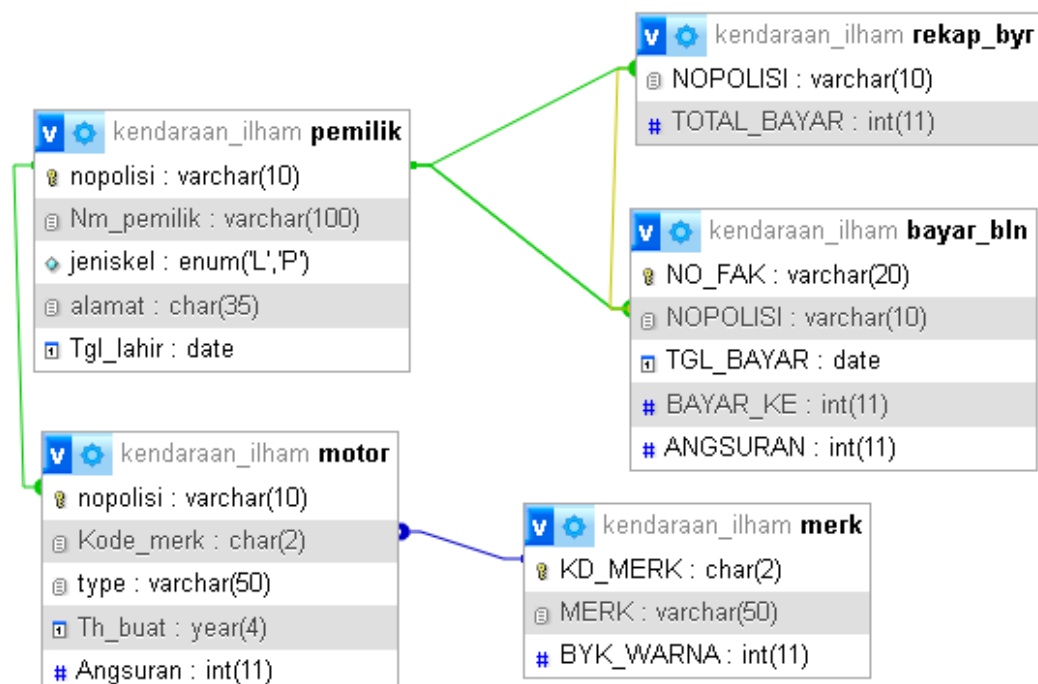 kendaraan_ilham rekap_byr
NOPOLISI : varchar(10)
# TOTAL_BAYAR : int(11)
kendaraan_ilham pemilik
nopolisi : varchar(10)
Nm_pemilik : varchar(100)
jeniskel : enum('L','P')
alamat : char(35)
Tgl_lahir : date
kendaraan_ilham bayar_bln
NO_FAK : varchar(20)
NOPOLISI : varchar(10)
TGL_BAYAR : date
# BAYAR_KE : int(11)
# ANGSURAN : int(11)
kendaraan_ilham motor
nopolisi : varchar(10)
Kode_merk : char(2)
type : varchar(50)
Th_buat : year(4)
# Angsuran : int(11)
kendaraan_ilham merk
KD_MERK : char(2)
MERK : varchar(50)
# BYK_WARNA : int(11)